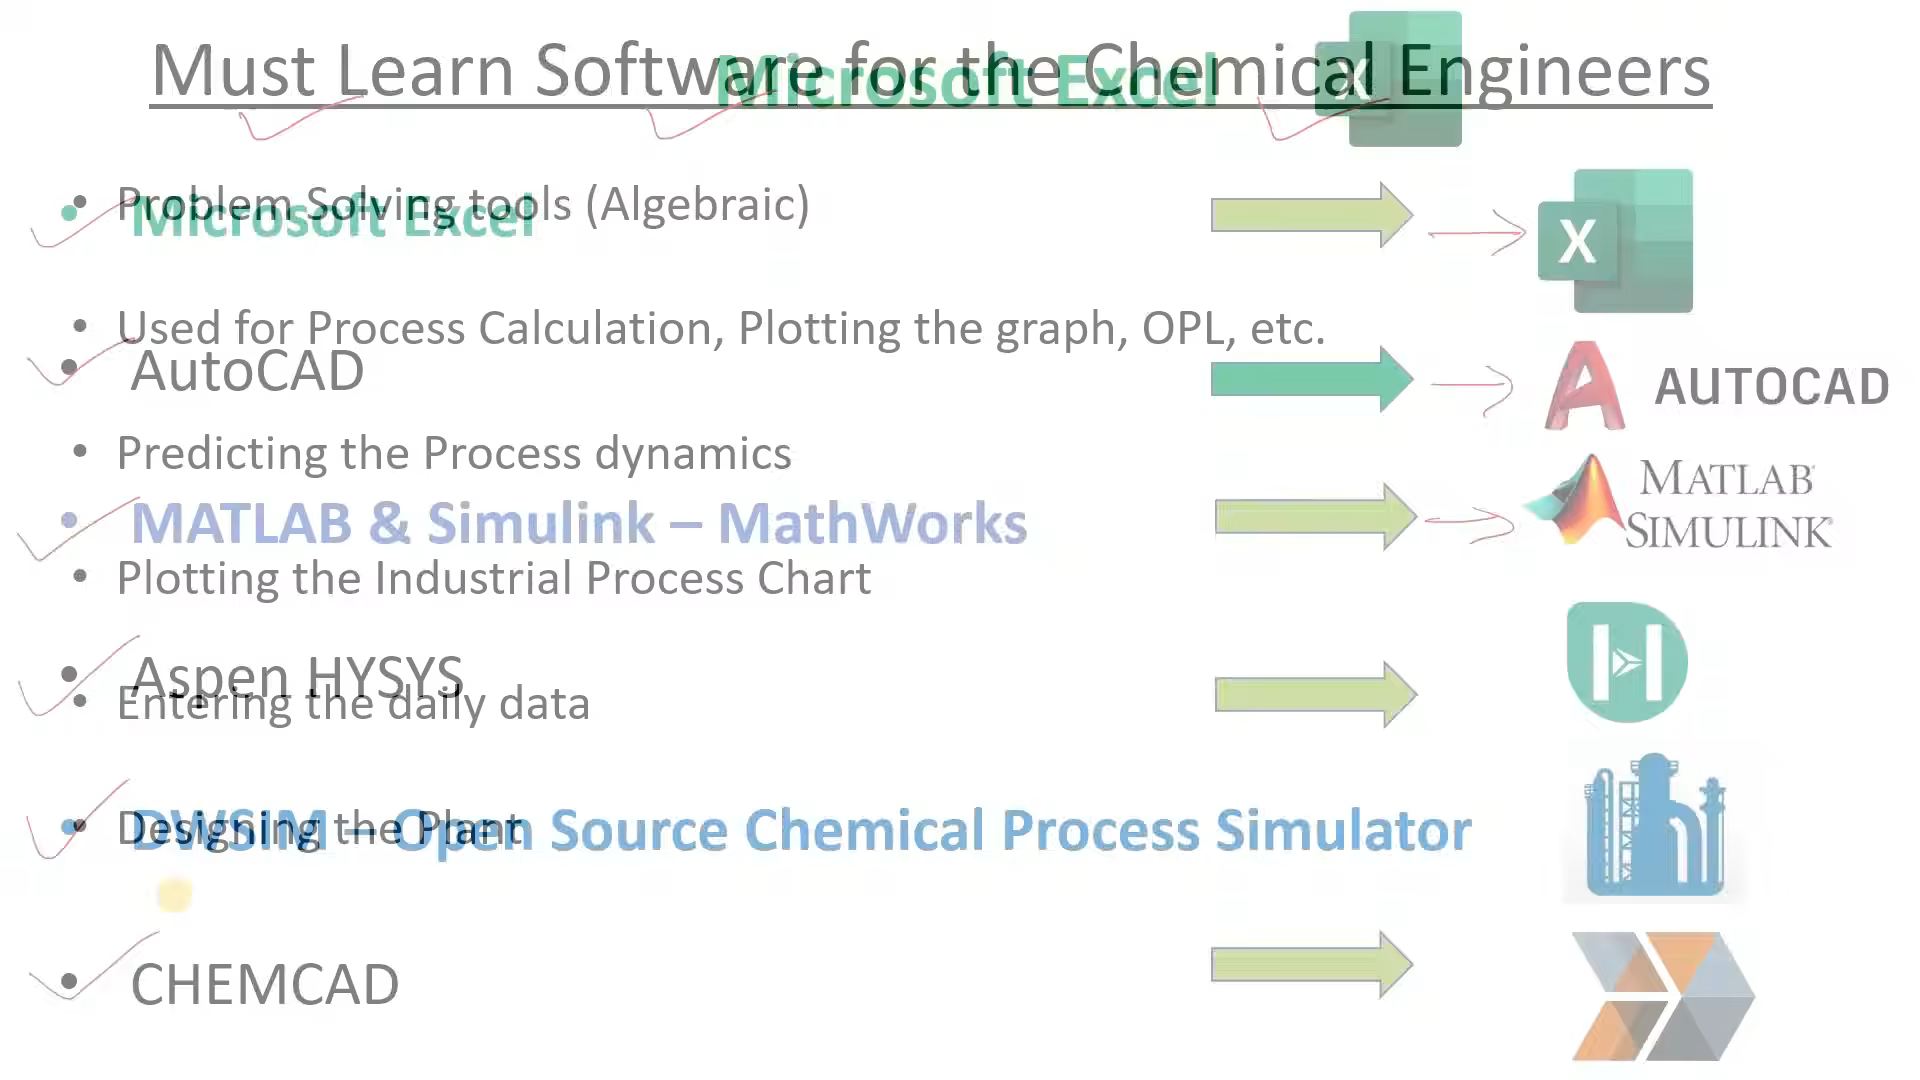 Must Learn Software for the Chemical Engineers
Microsoft Excel
X
Problem Solving tools (Algebraic)
Microsoft Excel
X
Used for Process Calculation, Plotting the graph, OPL, etc.
AutoCAD
AUTOCAD
Predicting the Process dynamics
MATLAB & Simulink – MathWorks
MATLAB
SIMULINK
Plotting the Industrial Process Chart
Aspen HYSYS
H
Entering the daily data
Designing the Plant
DWSIM – Open Source Chemical Process Simulator
CHEMCAD